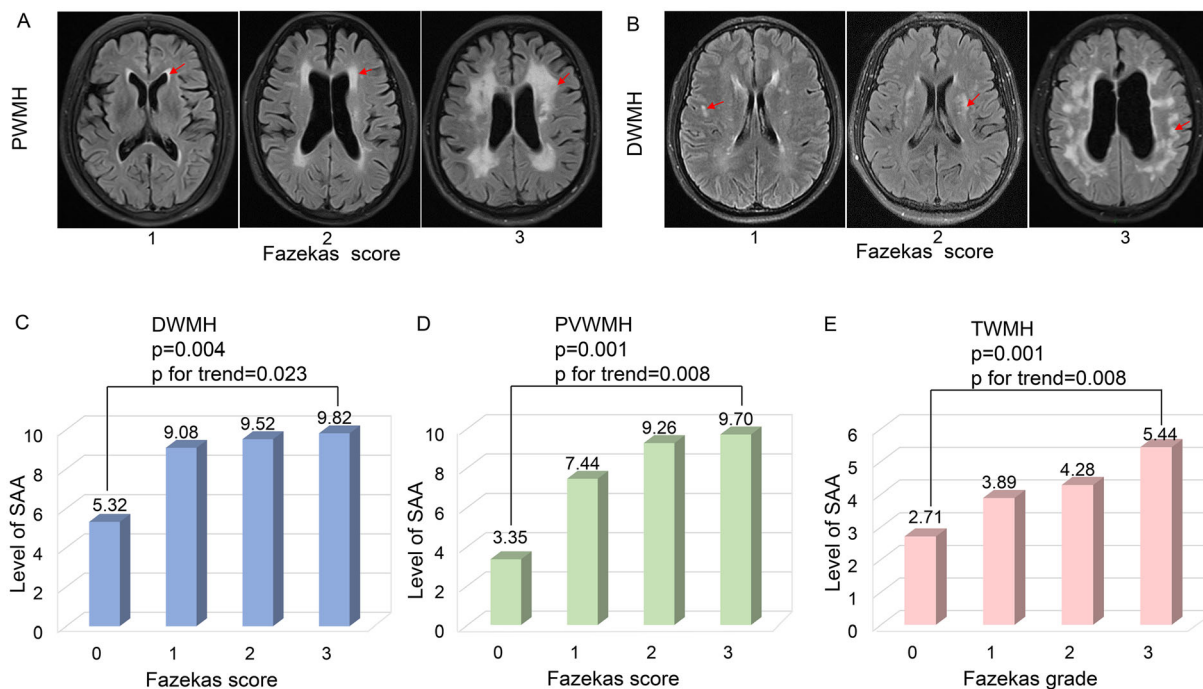 A
PWMH
1
2
3
Fazekas score
B
DWMH
1
2
3
Fazekas score
C
DWMH
p=0.004
p for trend=0.023
Level of SAA
10
8
6
4
2
0
5.32
9.08
9.52
9.82
0
1
2
3
Fazekas score
D
PVWMH
p=0.001
p for trend=0.008
Level of SAA
10
8
6
4
2
0
3.35
7.44
9.26
9.70
0
1
2
3
Fazekas score
E
TWMH
p=0.001
p for trend=0.008
Level of SAA
6
5
4
3
2
1
0
2.71
3.89
4.28
5.44
0
1
2
3
Fazekas grade